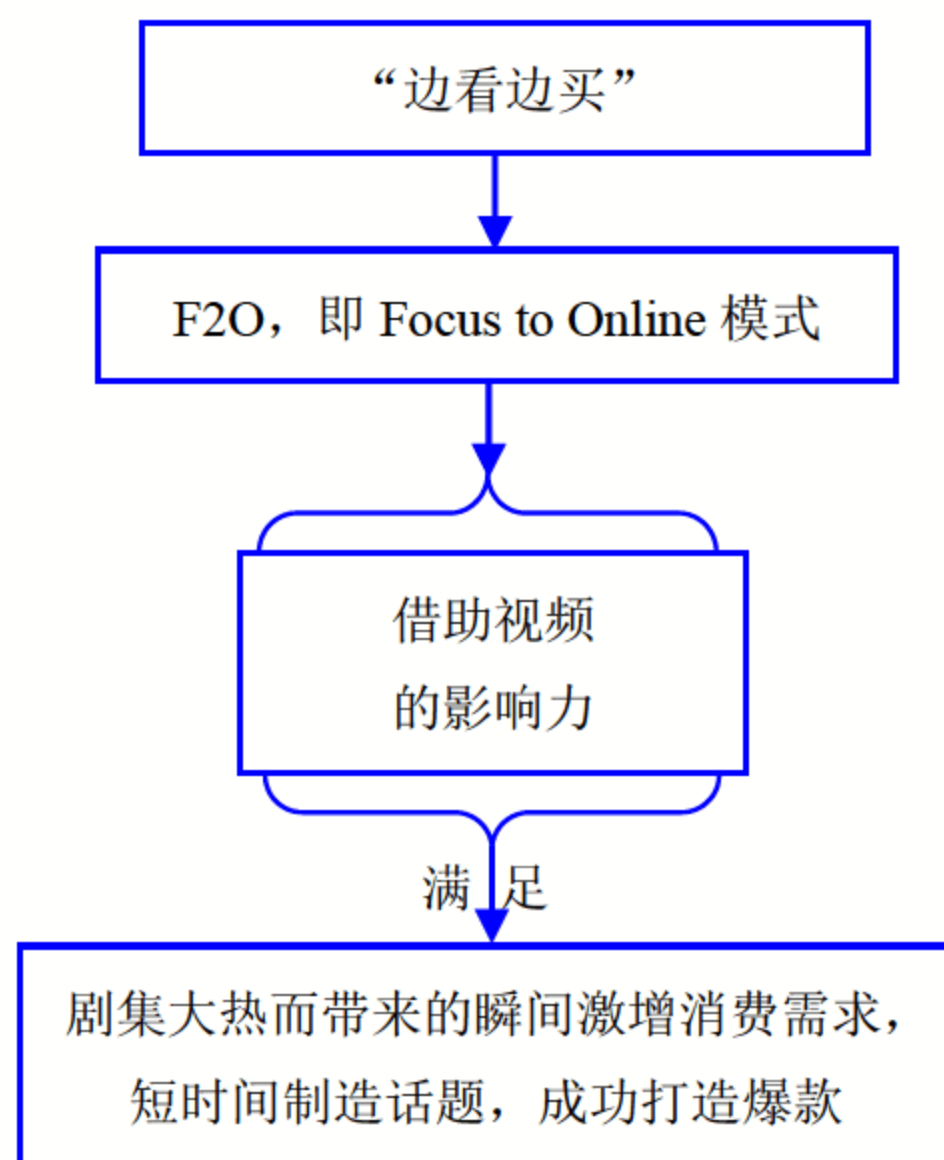 “边看边买”
F2O，即 Focus to Online 模式
借助视频
的影响力
满 足
剧集大热而带来的瞬间激增消费需求，
短时间制造话题，成功打造爆款